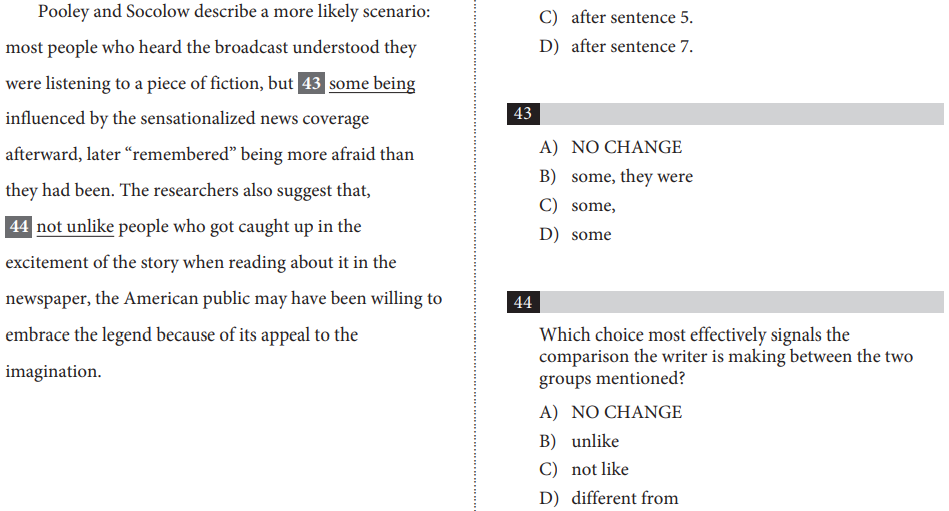 Pooley and Socolow describe a more likely scenario:
most people who heard the broadcast understood they
were listening to a piece of fiction, but 43 some being
influenced by the sensationalized news coverage
afterward, later “remembered” being more afraid than
they had been. The researchers also suggest that,
44 not unlike people who got caught up in the
excitement of the story when reading about it in the
newspaper, the American public may have been willing to
embrace the legend because of its appeal to the
imagination.
C) after sentence 5.
D) after sentence 7.
43
A) NO CHANGE
B) some, they were
C) some,
D) some
44
Which choice most effectively signals the
comparison the writer is making between the two
groups mentioned?
A) NO CHANGE
B) unlike
C) not like
D) different from